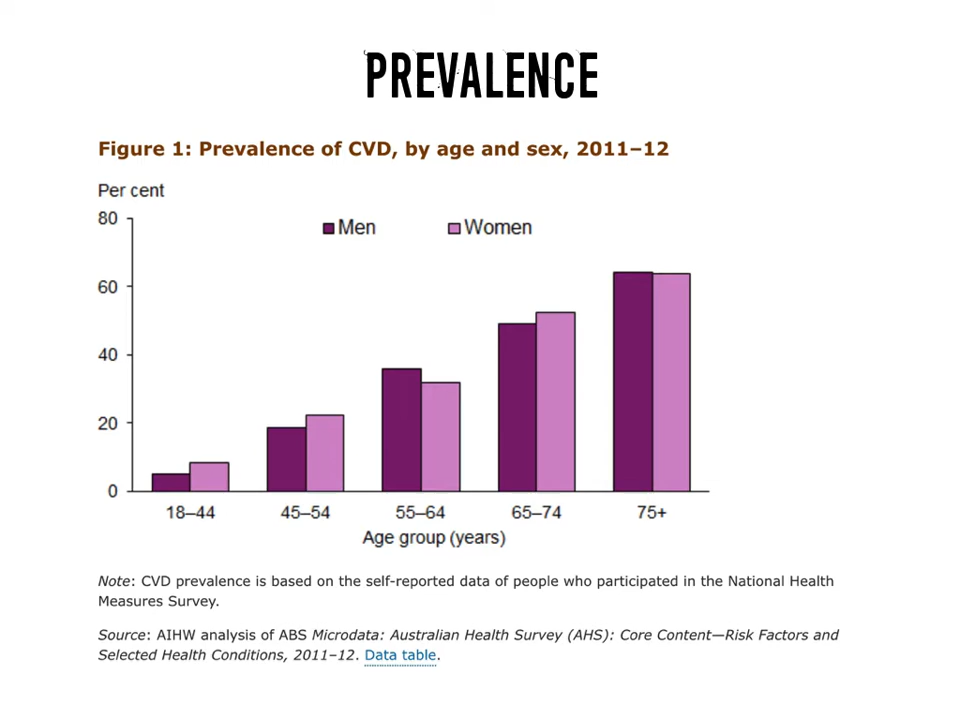 PREVALENCE
Figure 1: Prevalence of CVD, by age and sex, 2011–12
Per cent
80
Men Women
60
40
20
0
18–44 45–54 55–64 65–74 75+
Age group (years)
Note: CVD prevalence is based on the self-reported data of people who participated in the National Health
Measures Survey.
Source: AIHW analysis of ABS Microdata: Australian Health Survey (AHS): Core Content—Risk Factors and
Selected Health Conditions, 2011–12. Data table.